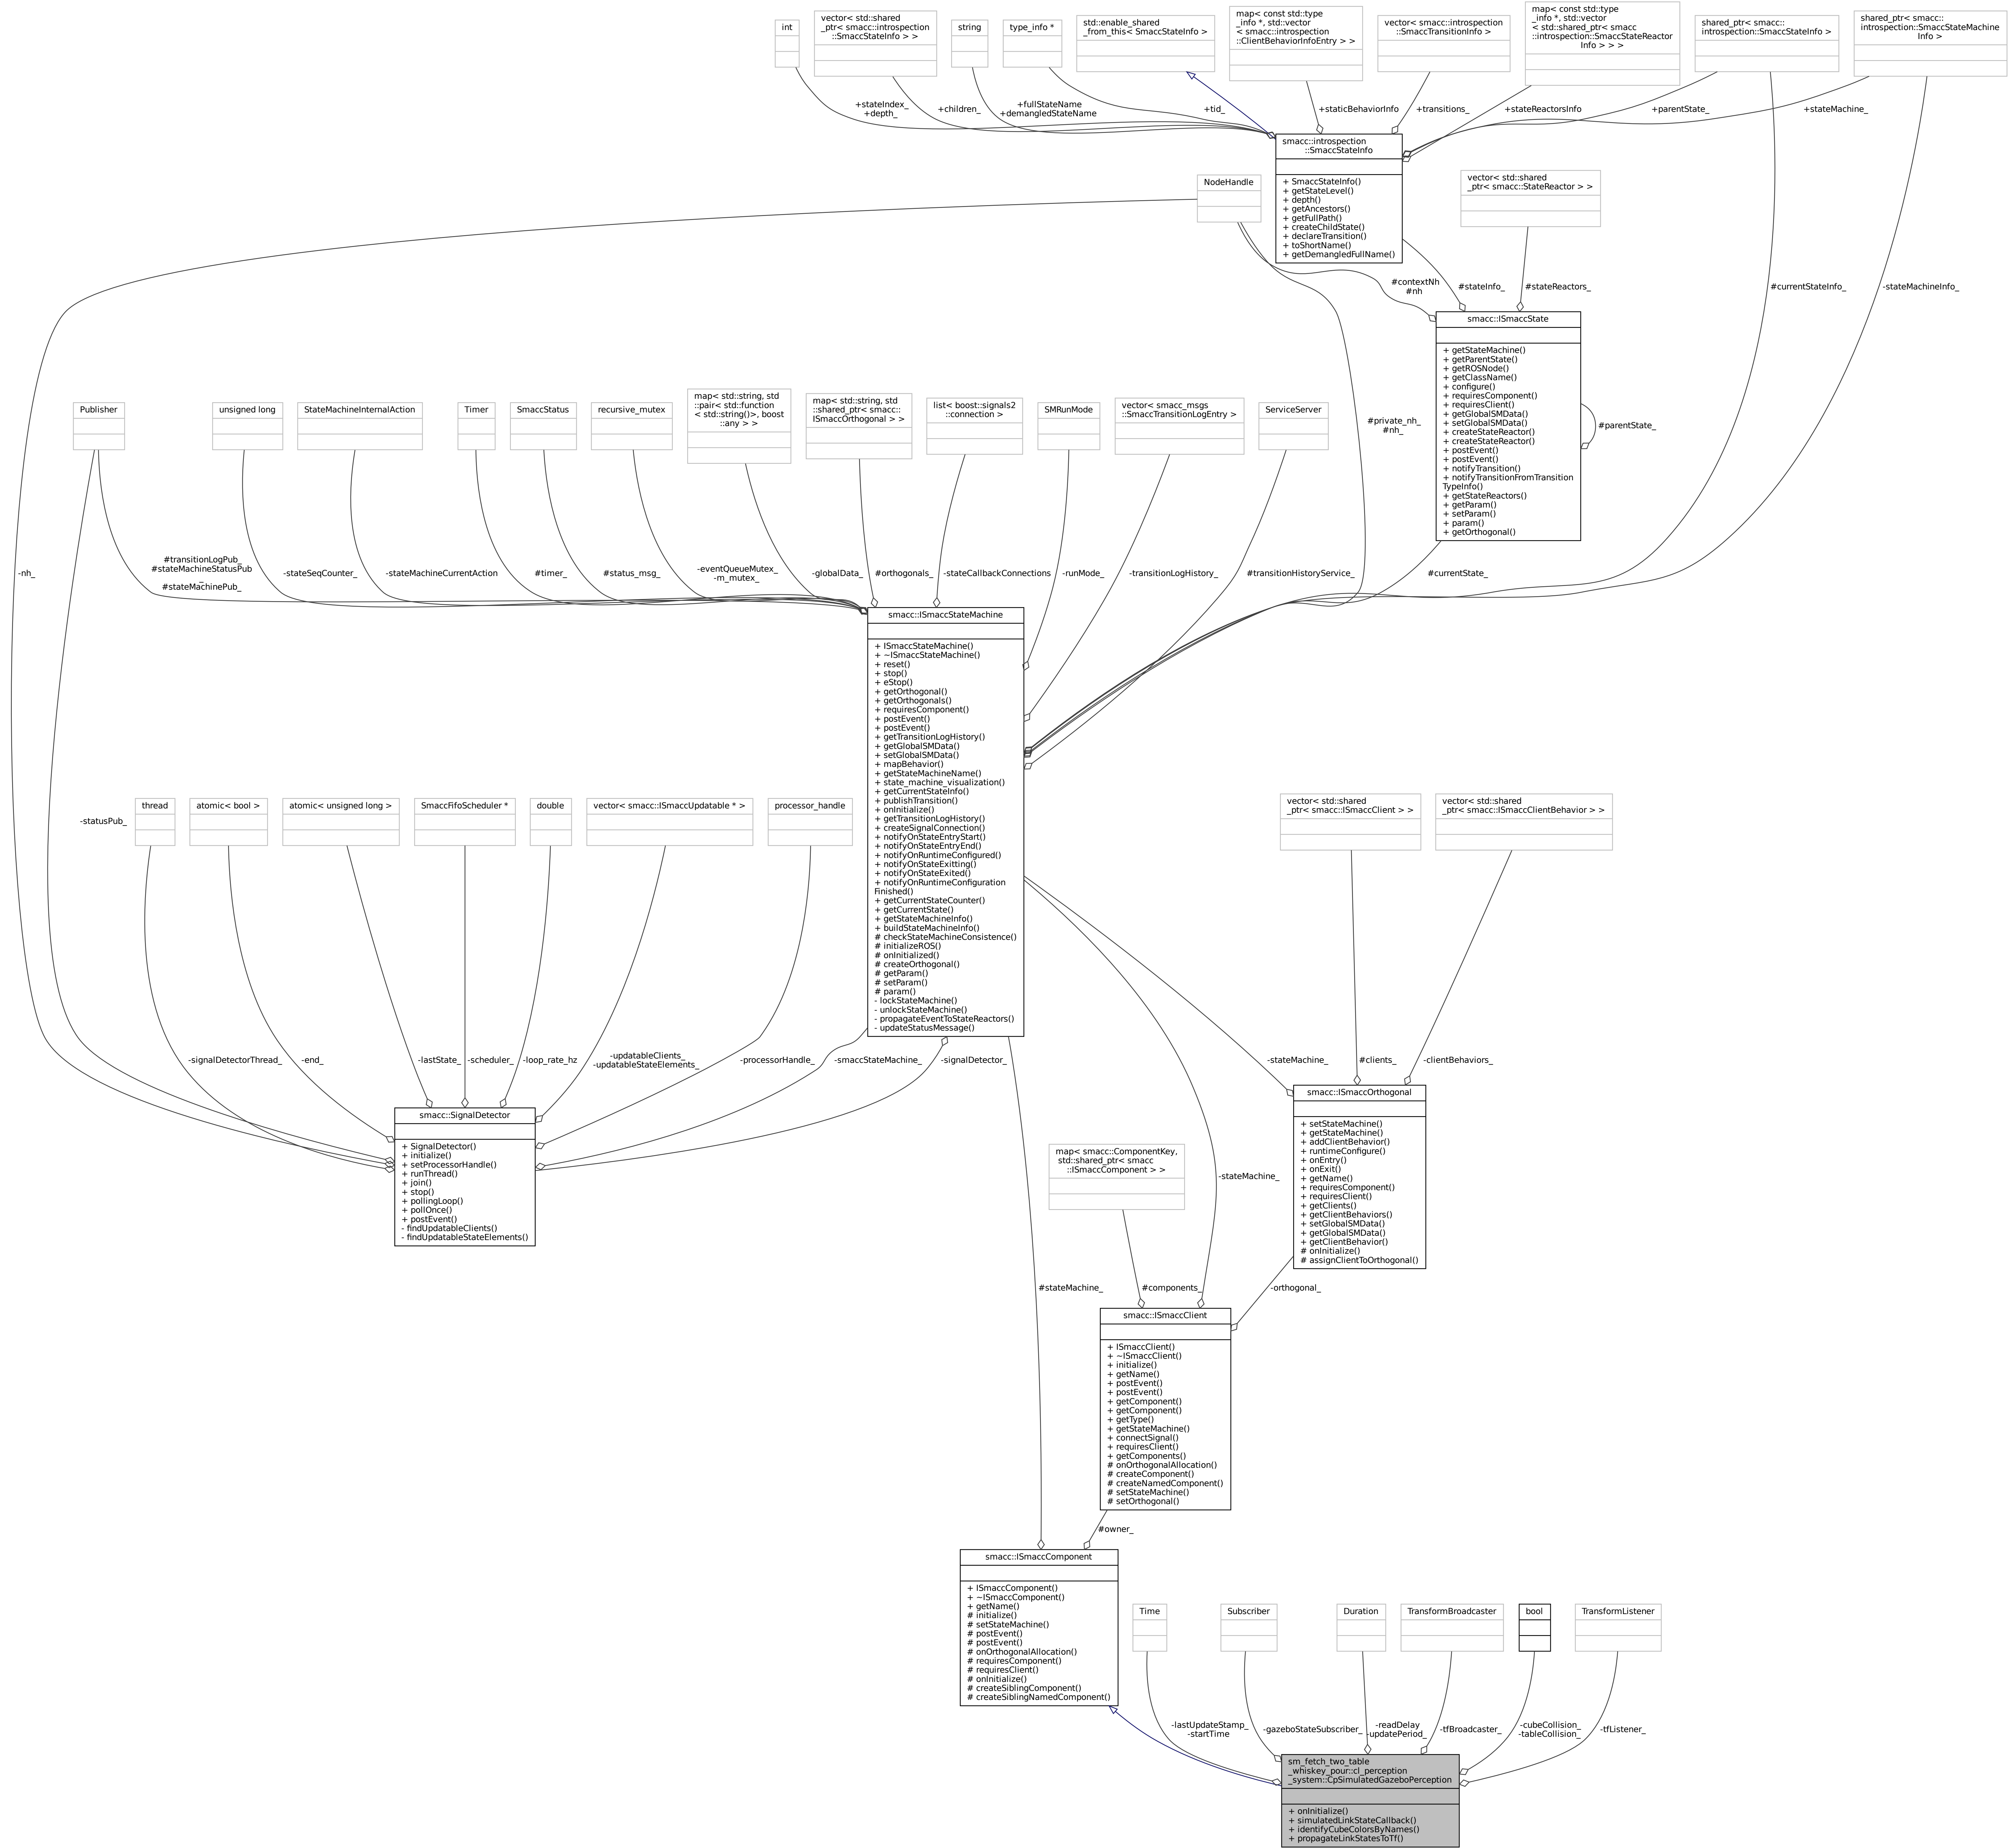 int
vector< std::shared
_ptr< smacc::introspection
::SmaccStateInfo > >
string
type_info *
std::enable_shared
_from_this< SmaccStateInfo >
map< const std::type
_info *, std::vector
< smacc::introspection
::ClientBehaviorInfoEntry > >
vector< smacc::introspection
::SmaccTransitionInfo >
map< const std::type
_info *, std::vector
< std::shared_ptr< smacc
::introspection::SmaccStateReactor
Info > > >
shared_ptr< smacc::
introspection::SmaccStateInfo >
shared_ptr< smacc::
introspection::SmaccStateMachine
Info >
+stateIndex_
+depth_
+children_
+fullStateName
+demangledStateName
+tid_
+staticBehaviorInfo
+transitions_
+stateReactorsInfo
+parentState_
+stateMachine_
smacc::introspection
::SmaccStateInfo
+ SmaccStateInfo()
+ getStateLevel()
+ depth()
+ getAncestors()
+ getFullPath()
+ createChildState()
+ declareTransition()
+ toShortName()
+ getDemangledFullName()
NodeHandle
vector< std::shared
_ptr< smacc::StateReactor > >
#contextNh
#nh
#stateInfo_
#stateReactors_
#currentStateInfo_
-stateMachineInfo_
smacc::ISmaccState
+ getStateMachine()
+ getParentState()
+ getROSNode()
+ getClassName()
+ configure()
+ requiresComponent()
+ requiresClient()
+ getGlobalSMData()
+ setGlobalSMData()
+ createStateReactor()
+ createStateReactor()
+ postEvent()
+ postEvent()
+ notifyTransition()
+ notifyTransitionFromTransition
TypeInfo()
+ getStateReactors()
+ getParam()
+ setParam()
+ param()
+ getOrthogonal()
#parentState_
Publisher
unsigned long
StateMachineInternalAction
Timer
SmaccStatus
recursive_mutex
map< std::string, std
::pair< std::function
< std::string()>, boost
::any > >
map< std::string, std
::shared_ptr< smacc::
ISmaccOrthogonal > >
list< boost::signals2
::connection >
SMRunMode
vector< smacc_msgs
::SmaccTransitionLogEntry >
ServiceServer
#private_nh_
#nh_
-nh_
#transitionLogPub_
#stateMachineStatusPub
_
#stateMachinePub_
-stateSeqCounter_
-stateMachineCurrentAction
#timer_
#status_msg_
-eventQueueMutex_
-m_mutex_
-globalData_
#orthogonals_
-stateCallbackConnections
-runMode_
-transitionLogHistory_
#transitionHistoryService_
#currentState_
smacc::ISmaccStateMachine
+ ISmaccStateMachine()
+ ~ISmaccStateMachine()
+ reset()
+ stop()
+ eStop()
+ getOrthogonal()
+ getOrthogonals()
+ requiresComponent()
+ postEvent()
+ postEvent()
+ getTransitionLogHistory()
+ getGlobalSMData()
+ setGlobalSMData()
+ mapBehavior()
+ getStateMachineName()
+ state_machine_visualization()
+ getCurrentStateInfo()
+ publishTransition()
+ onInitialize()
+ getTransitionLogHistory()
+ createSignalConnection()
+ notifyOnStateEntryStart()
+ notifyOnStateEntryEnd()
+ notifyOnRuntimeConfigured()
+ notifyOnStateExitting()
+ notifyOnStateExited()
+ notifyOnRuntimeConfiguration
Finished()
+ getCurrentStateCounter()
+ getCurrentState()
+ getStateMachineInfo()
+ buildStateMachineInfo()
# checkStateMachineConsistence()
# initializeROS()
# onInitialized()
# createOrthogonal()
# getParam()
# setParam()
# param()
- lockStateMachine()
- unlockStateMachine()
- propagateEventToStateReactors()
- updateStatusMessage()
-statusPub_
thread
atomic< bool >
atomic< unsigned long >
SmaccFifoScheduler *
double
vector< smacc::ISmaccUpdatable * >
processor_handle
vector< std::shared
_ptr< smacc::ISmaccClient > >
vector< std::shared
_ptr< smacc::ISmaccClientBehavior > >
-signalDetectorThread_
-end_
-lastState_
-scheduler_
-loop_rate_hz
-updatableClients_
-updatableStateElements_
-processorHandle_
-smaccStateMachine_
-signalDetector_
-stateMachine_
#clients_
-clientBehaviors_
smacc::SignalDetector
+ SignalDetector()
+ initialize()
+ setProcessorHandle()
+ runThread()
+ join()
+ stop()
+ pollingLoop()
+ pollOnce()
+ postEvent()
- findUpdatableClients()
- findUpdatableStateElements()
smacc::ISmaccOrthogonal
+ setStateMachine()
+ getStateMachine()
+ addClientBehavior()
+ runtimeConfigure()
+ onEntry()
+ onExit()
+ getName()
+ requiresComponent()
+ requiresClient()
+ getClients()
+ getClientBehaviors()
+ setGlobalSMData()
+ getGlobalSMData()
+ getClientBehavior()
# onInitialize()
# assignClientToOrthogonal()
map< smacc::ComponentKey,
std::shared_ptr< smacc
::ISmaccComponent > >
-stateMachine_
#stateMachine_
#components_
-orthogonal_
smacc::ISmaccClient
+ ISmaccClient()
+ ~ISmaccClient()
+ initialize()
+ getName()
+ postEvent()
+ postEvent()
+ getComponent()
+ getComponent()
+ getType()
+ getStateMachine()
+ connectSignal()
+ requiresClient()
+ getComponents()
# onOrthogonalAllocation()
# createComponent()
# createNamedComponent()
# setStateMachine()
# setOrthogonal()
#owner_
smacc::ISmaccComponent
+ ISmaccComponent()
+ ~ISmaccComponent()
+ getName()
# initialize()
# setStateMachine()
# postEvent()
# postEvent()
# onOrthogonalAllocation()
# requiresComponent()
# requiresClient()
# onInitialize()
# createSiblingComponent()
# createSiblingNamedComponent()
Time
Subscriber
Duration
TransformBroadcaster
bool
TransformListener
-lastUpdateStamp_
-startTime
-gazeboStateSubscriber_
-readDelay
-updatePeriod_
-tfBroadcaster_
-cubeCollision_
-tableCollision_
-tfListener_
sm_fetch_two_table
_whiskey_pour::cl_perception
_system::CpSimulatedGazeboPerception
+ onInitialize()
+ simulatedLinkStateCallback()
+ identifyCubeColorsByNames()
+ propagateLinkStatesToTf()